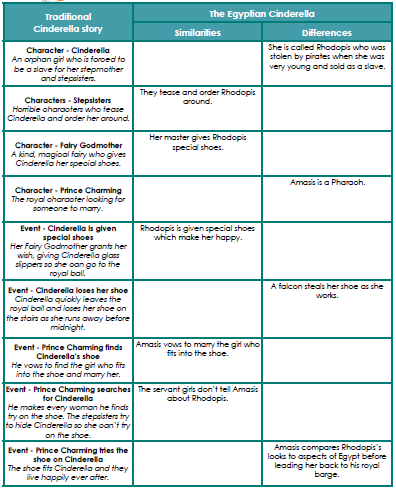 Traditional
Cinderella story
The Egyptian Cinderella
Similarities
Differences
Character - Cinderella
An orphan girl who is forced to
be a slave for her stepmother
and stepsisters.
She is called Rhodopis who was
stolen by pirates when she was
very young and sold as a slave.
Characters - Stepsisters
Horrible characters who tease
Cinderella and order her around.
They tease and order Rhodopis
around.
Character - Fairy Godmother
A kind, magical fairy who gives
Cinderella her special shoes.
Her master gives Rhodopis
special shoes.
Character - Prince Charming
The royal character looking for
someone to marry.
Amasis is a Pharaoh.
Event - Cinderella is given
special shoes
Her Fairy Godmother grants her
wish, giving Cinderella glass
slippers so she can go to the
royal ball.
Rhodopis is given special shoes
which make her happy.
Event - Cinderella loses her shoe
Cinderella quickly leaves the
royal ball and loses her shoe on
the stairs as she runs away before
midnight.
A falcon steals her shoe as she
works.
Event - Prince Charming finds
Cinderella's shoe
He vows to find the girl who fits
into the shoe and marry her.
Amasis vows to marry the girl who
fits into the shoe.
Event - Prince Charming searches
for Cinderella
He makes every woman he finds
try on the shoe. The stepsisters try
to hide Cinderella so she can't try
on the shoe.
The servant girls don't tell Amasis
about Rhodopis.
Event - Prince Charming tries the
shoe on Cinderella
The shoe fits Cinderella and they
live happily ever after.
Amasis compares Rhodopis's
looks to aspects of Egypt before
leading her back to his royal
barge.